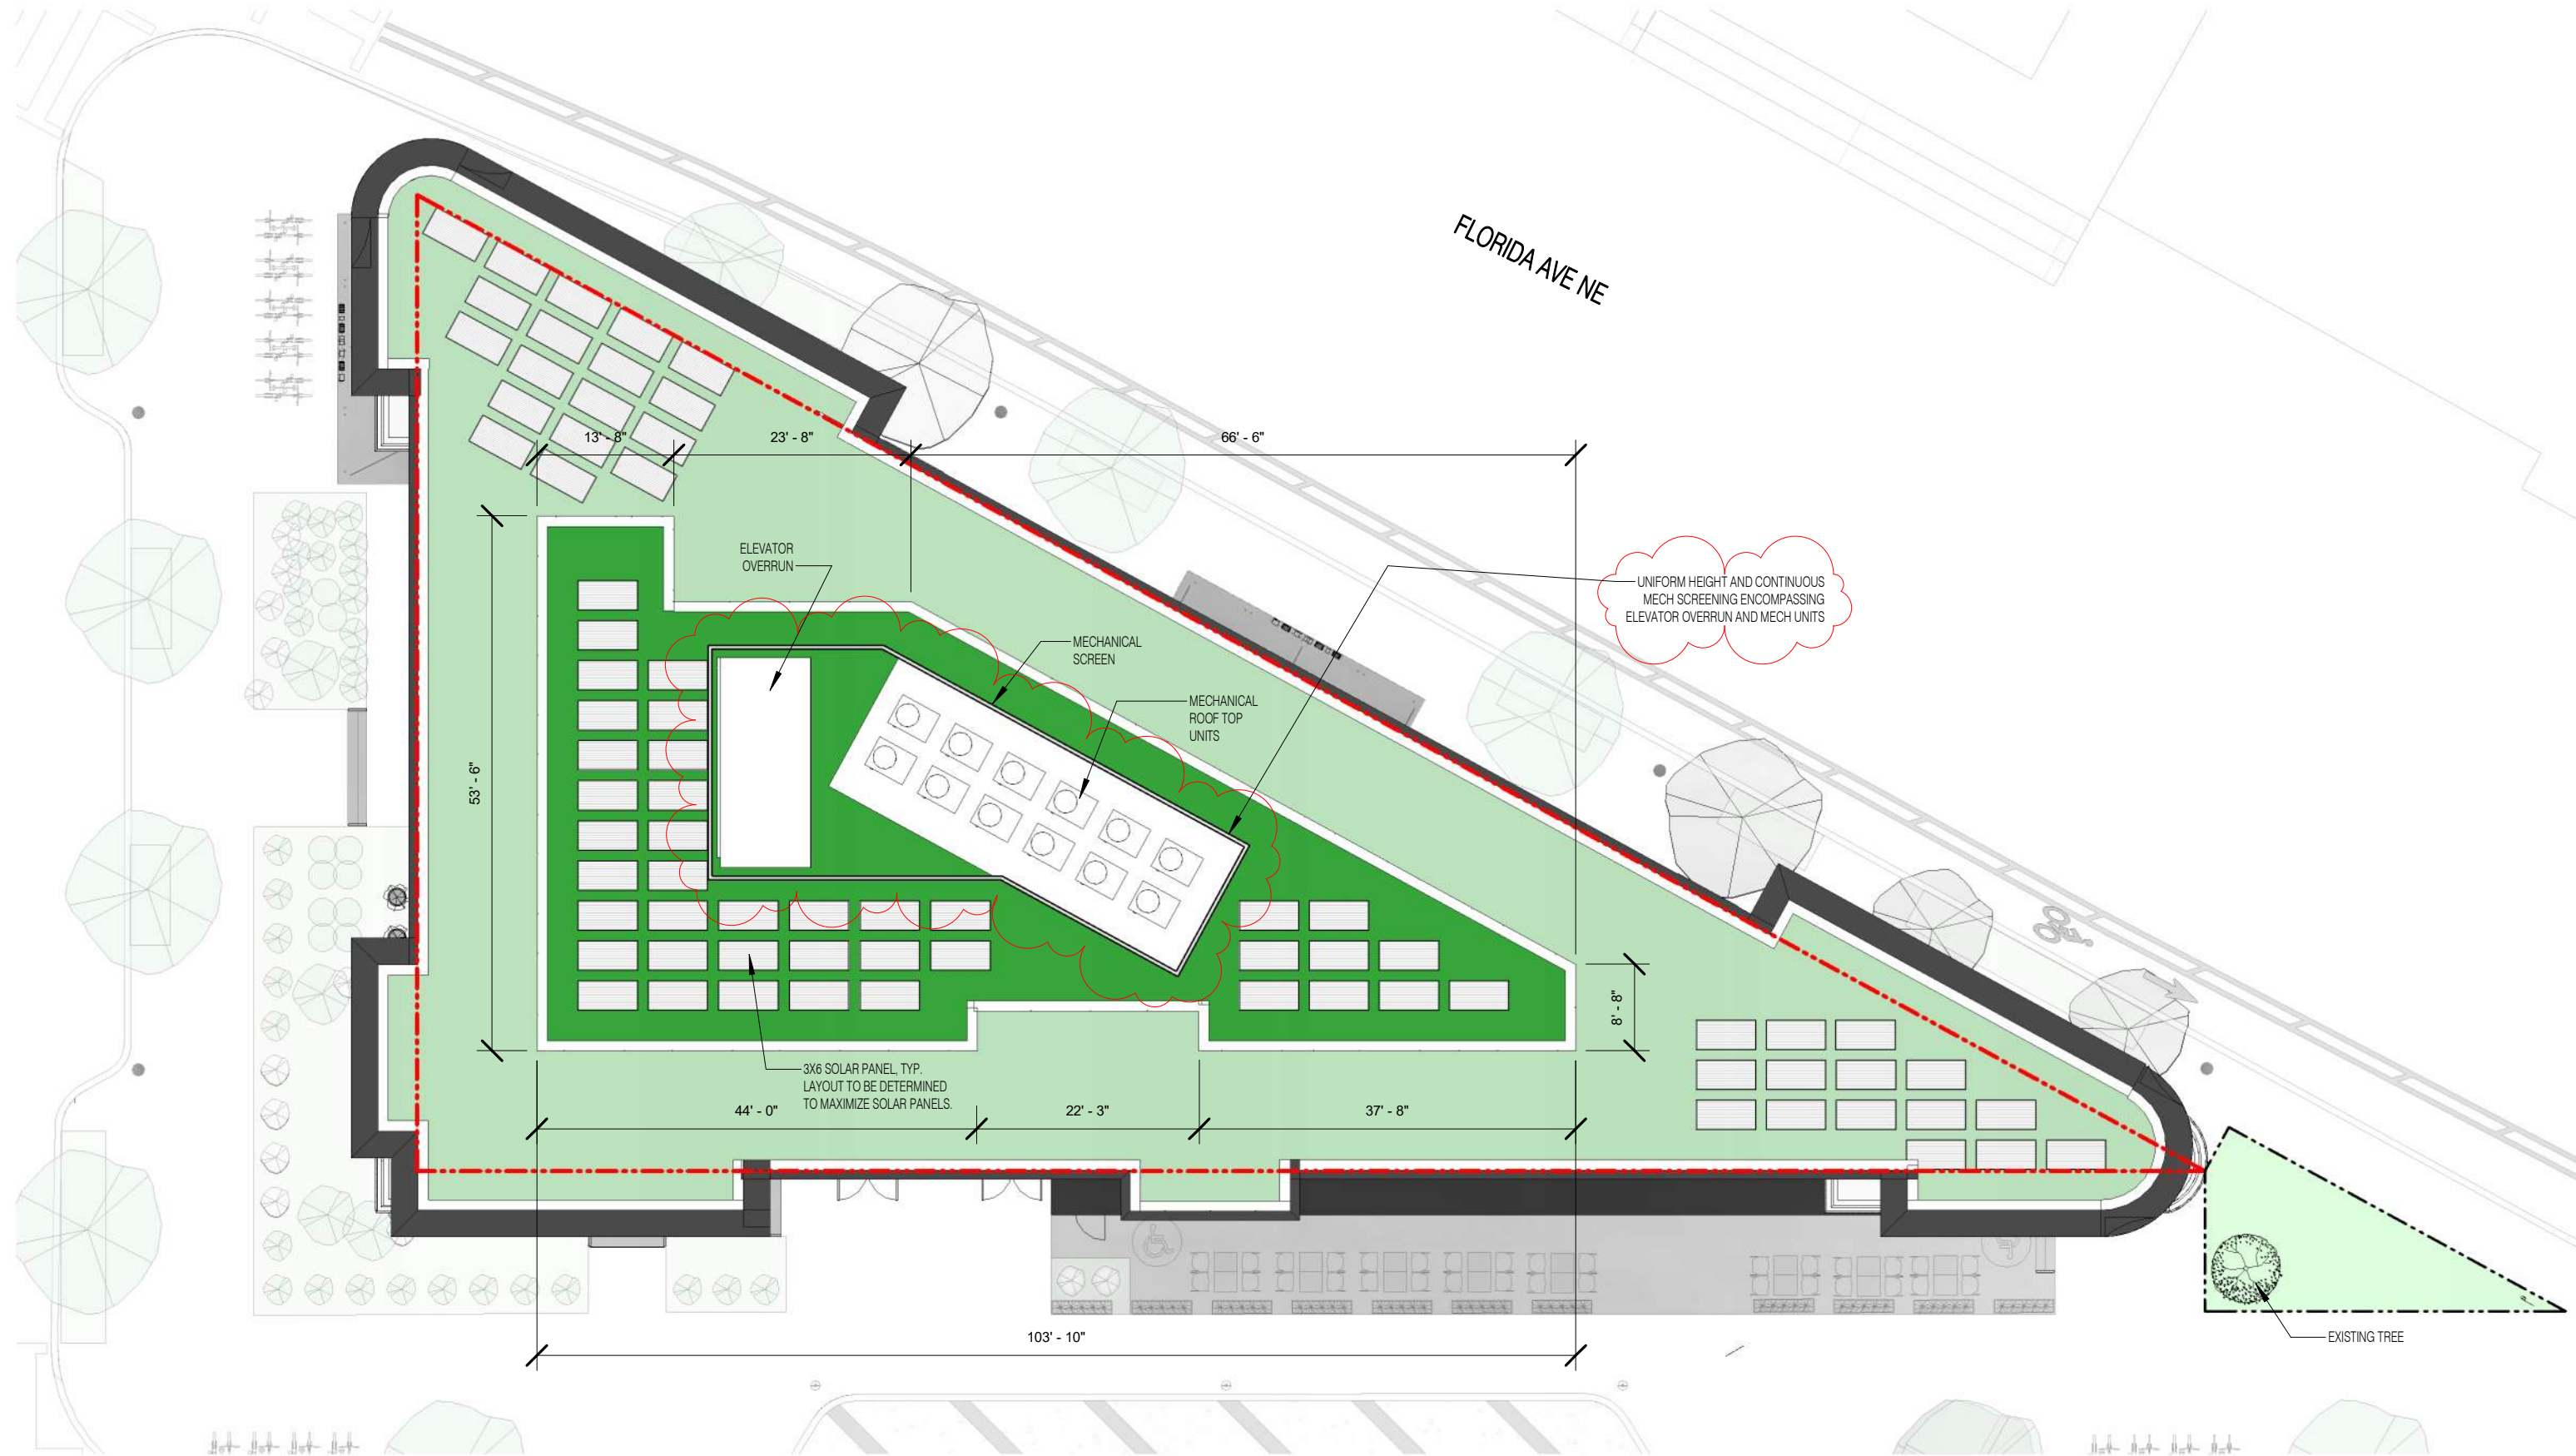 FLORIDA AVE NE
13' - 8"
23' - 8"
66' - 6"
ELEVATOR
OVERRUN
UNIFORM HEIGHT AND CONTINUOUS
MECH SCREENING ENCOMPASSING
ELEVATOR OVERRUN AND MECH UNITS
MECHANICAL
SCREEN
MECHANICAL
ROOF TOP
UNITS
53' - 6"
8' - 8"
3X6 SOLAR PANEL, TYP.
LAYOUT TO BE DETERMINED
TO MAXIMIZE SOLAR PANELS.
44' - 0"
22' - 3"
37' - 8"
103' - 10"
EXISTING TREE